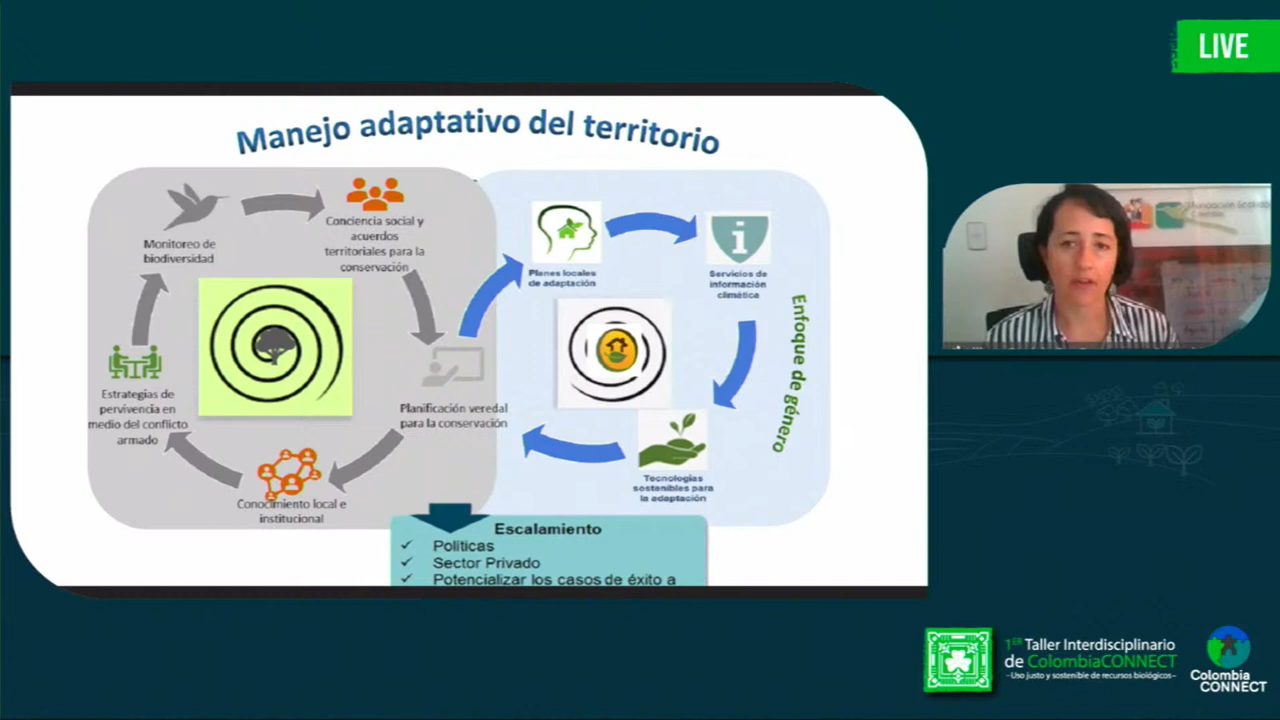 LIVE
Manejo adaptativo del territorio
Monitoreo de
biodiversidad
Conciencia social y
acuerdos
territoriales para la
conservación
Planes locales
de adaptación
Servicios de
información
climática
Enfoque de género
Estrategias de
pervivencia en
medio del conflicto
armado
Planificación veredal
para la conservación
Conocimiento local e
institucional
Tecnologías
sostenibles para
la adaptación
Escalamiento
✓ Políticas
✓ Sector Privado
✓ Potencializar los casos de éxito a
1ER Taller Interdisciplinario
de ColombiaCONNECT
–Uso justo y sostenible de recursos biológicos–
Colombia
CONNECT